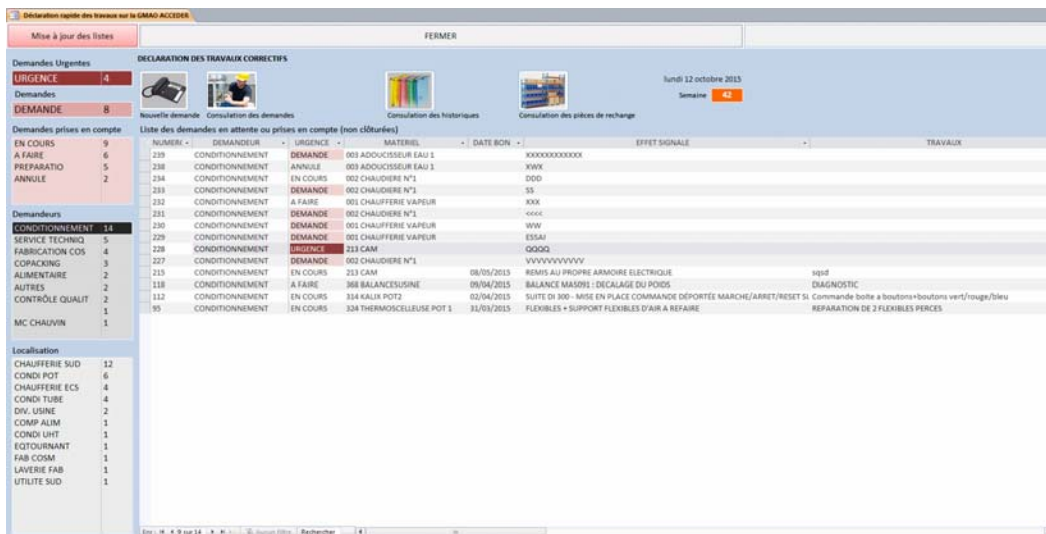 Déclaration rapide des travaux sur la GMAO ACCEDER
Mise à jour des listes
FERMER
Demandes Urgentes
URGENCE 4
Demandes
DEMANDE 8
Demandes prises en compte
EN COURS 9
A FAIRE 6
PREPARATIO 5
ANNULE 2
Demandeurs
CONDITIONNEMENT 14
SERVICE TECHNIQ 5
FABRICATION COS 4
COPACKING 3
ALIMENTAIRE 2
AUTRES 2
CONTRÔLE QUALIT 2
1
MC CHAUVIN 1
Localisation
CHAUFFERIE SUD 12
CONDI POT 6
CHAUFFERIE ECS 4
CONDI TUBE 4
DIV. USINE 2
COMP ALIM 1
CONDI UHT 1
EQTOURNANT 1
FAB COSM 1
LAVERIE FAB 1
UTILITE SUD 1
DECLARATION DES TRAVAUX CORRECTIFS
lundi 12 octobre 2015
Semaine 42
Nouvelle demande Consulation des demandes Consulation des historiques Consulation des pièces de rechange
Liste des demandes en attente ou prises en compte (non clôturées)
NUMERO DEMANDEUR URGENCE MATERIEL DATE BON EFFET SIGNALE TRAVAUX
239 CONDITIONNEMENT DEMANDE 003 ADOUCISSEUR EAU 1 XXXXXXXXXXXX
238 CONDITIONNEMENT ANNULE 003 ADOUCISSEUR EAU 1 XWX
234 CONDITIONNEMENT EN COURS 002 CHAUDIERE N°1 DDD
233 CONDITIONNEMENT DEMANDE 002 CHAUDIERE N°1 SS
232 CONDITIONNEMENT A FAIRE 001 CHAUFFERIE VAPEUR XXX
231 CONDITIONNEMENT DEMANDE 002 CHAUDIERE N°1 <<<<
230 CONDITIONNEMENT DEMANDE 001 CHAUFFERIE VAPEUR WW
229 CONDITIONNEMENT DEMANDE 001 CHAUFFERIE VAPEUR ESSAI
228 CONDITIONNEMENT URGENCE 213 CAM QQQQ
227 CONDITIONNEMENT DEMANDE 002 CHAUDIERE N°1 VVVVVVVVVVV
215 CONDITIONNEMENT EN COURS 213 CAM 08/05/2015 REMIS AU PROPRE ARMOIRE ELECTRIQUE sqsd
118 CONDITIONNEMENT A FAIRE 368 BALANCESUSINE 09/04/2015 BALANCE MAS091 : DECALAGE DU POIDS DIAGNOSTIC
112 CONDITIONNEMENT EN COURS 314 KALIX POT2 02/04/2015 SUITE DI 300 - MISE EN PLACE COMMANDE DÉPORTÉE MARCHE/ARRET/RESET SU Commande boite a boutons+boutons vert/rouge/bleu
95 CONDITIONNEMENT EN COURS 324 THERMOSCELLEUSE POT 1 31/03/2015 FLEXIBLES + SUPPORT FLEXIBLES D'AIR A REFAIRE REPARATION DE 2 FLEXIBLES PERCES
Enr : 9 sur 14 Aucun filtre Rechercher